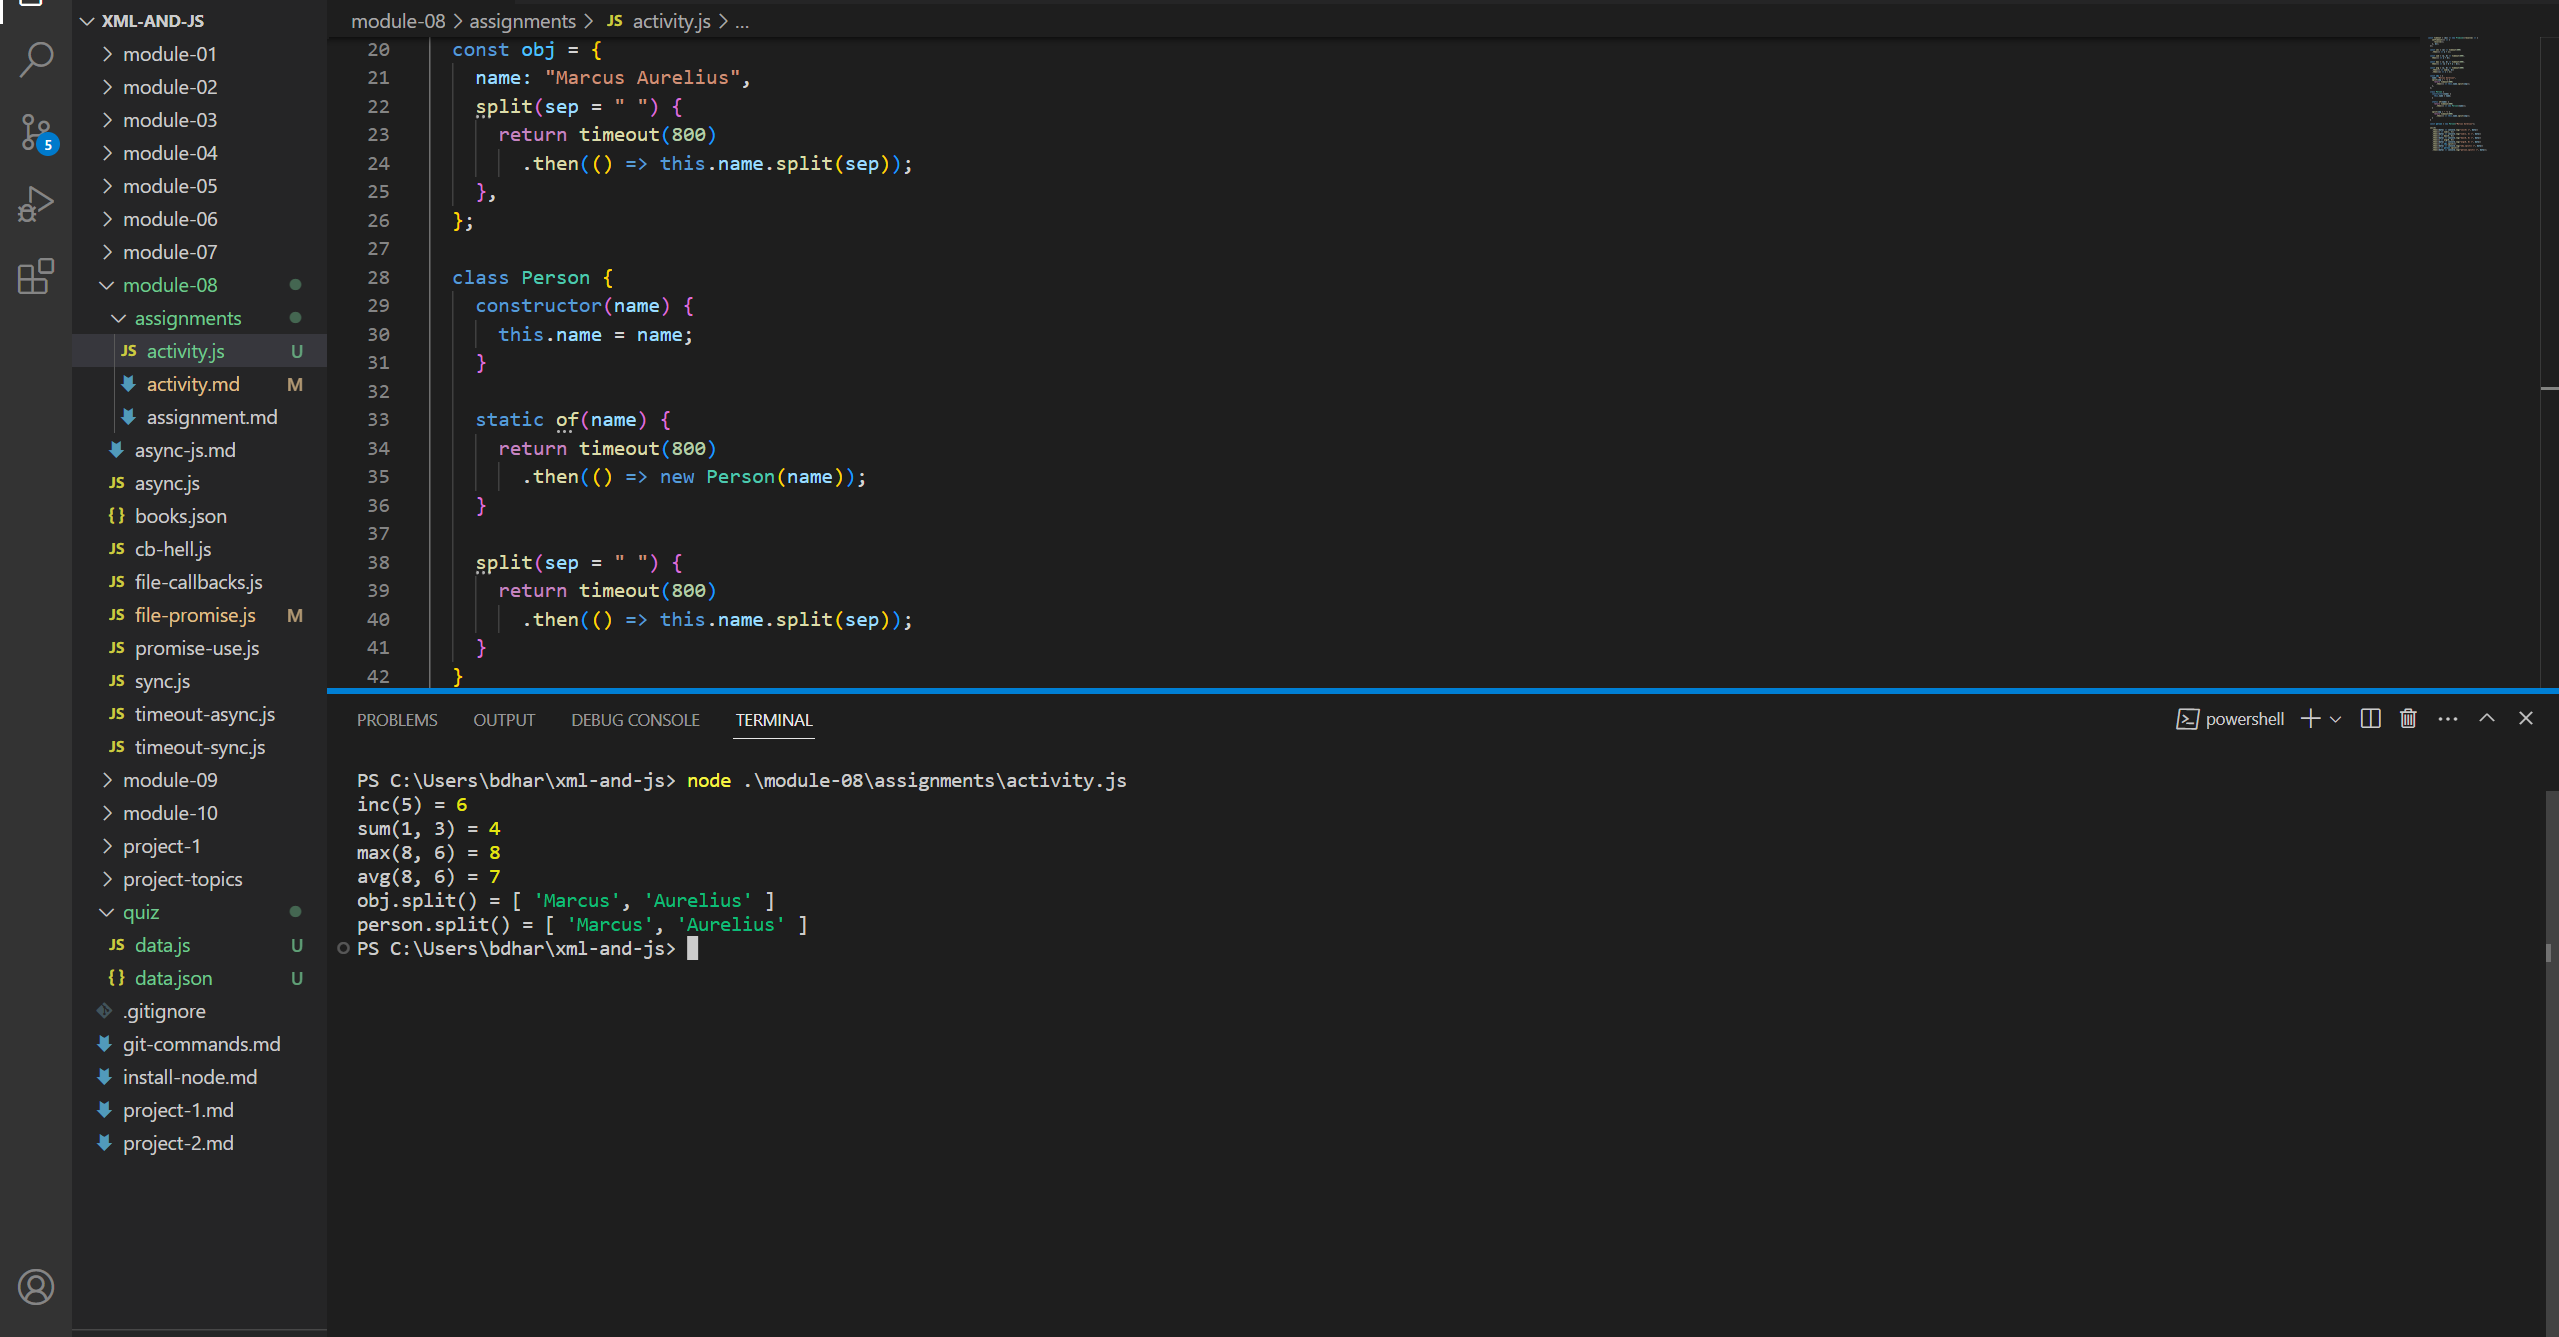 XML-AND-JS
module-01
module-02
module-03
module-04
module-05
module-06
module-07
module-08
assignments
JS activity.js U
activity.md M
assignment.md
async-js.md
JS async.js
{} books.json
JS cb-hell.js
JS file-callbacks.js
JS file-promise.js M
JS promise-use.js
JS sync.js
JS timeout-async.js
JS timeout-sync.js
module-09
module-10
project-1
project-topics
quiz
JS data.js U
{} data.json U
.gitignore
git-commands.md
install-node.md
project-1.md
project-2.md
5
module-08 > assignments > JS activity.js > ...
20 const obj = {
21 name: "Marcus Aurelius",
22 split(sep = " ") {
23 return timeout(800)
24 .then(() => this.name.split(sep));
25 },
26 };
27
28 class Person {
29 constructor(name) {
30 this.name = name;
31 }
32
33 static of(name) {
34 return timeout(800)
35 .then(() => new Person(name));
36 }
37
38 split(sep = " ") {
39 return timeout(800)
40 .then(() => this.name.split(sep));
41 }
42 }
PROBLEMS OUTPUT DEBUG CONSOLE TERMINAL powershell
PS C:\Users\bdhar\xml-and-js> node .\module-08\assignments\activity.js
inc(5) = 6
sum(1, 3) = 4
max(8, 6) = 8
avg(8, 6) = 7
obj.split() = [ 'Marcus', 'Aurelius' ]
person.split() = [ 'Marcus', 'Aurelius' ]
PS C:\Users\bdhar\xml-and-js>